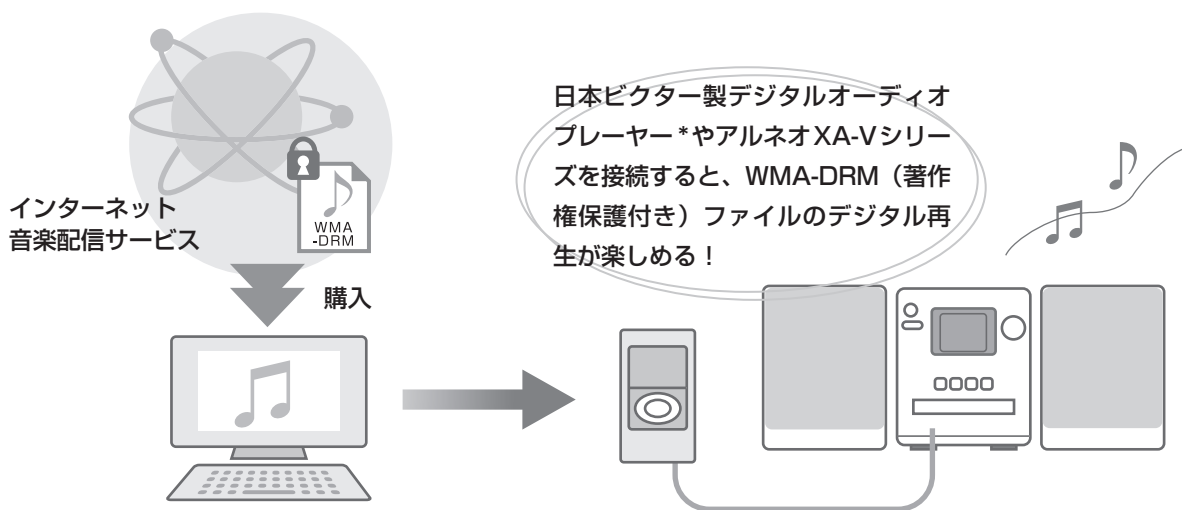 インターネット
音楽配信サービス
WMA
-DRM
購入
日本ビクター製デジタルオーディオ
プレーヤー*やアルネオXA-Vシリー
ズを接続すると、WMA-DRM（著作
権保護付き）ファイルのデジタル再
生が楽しめる！